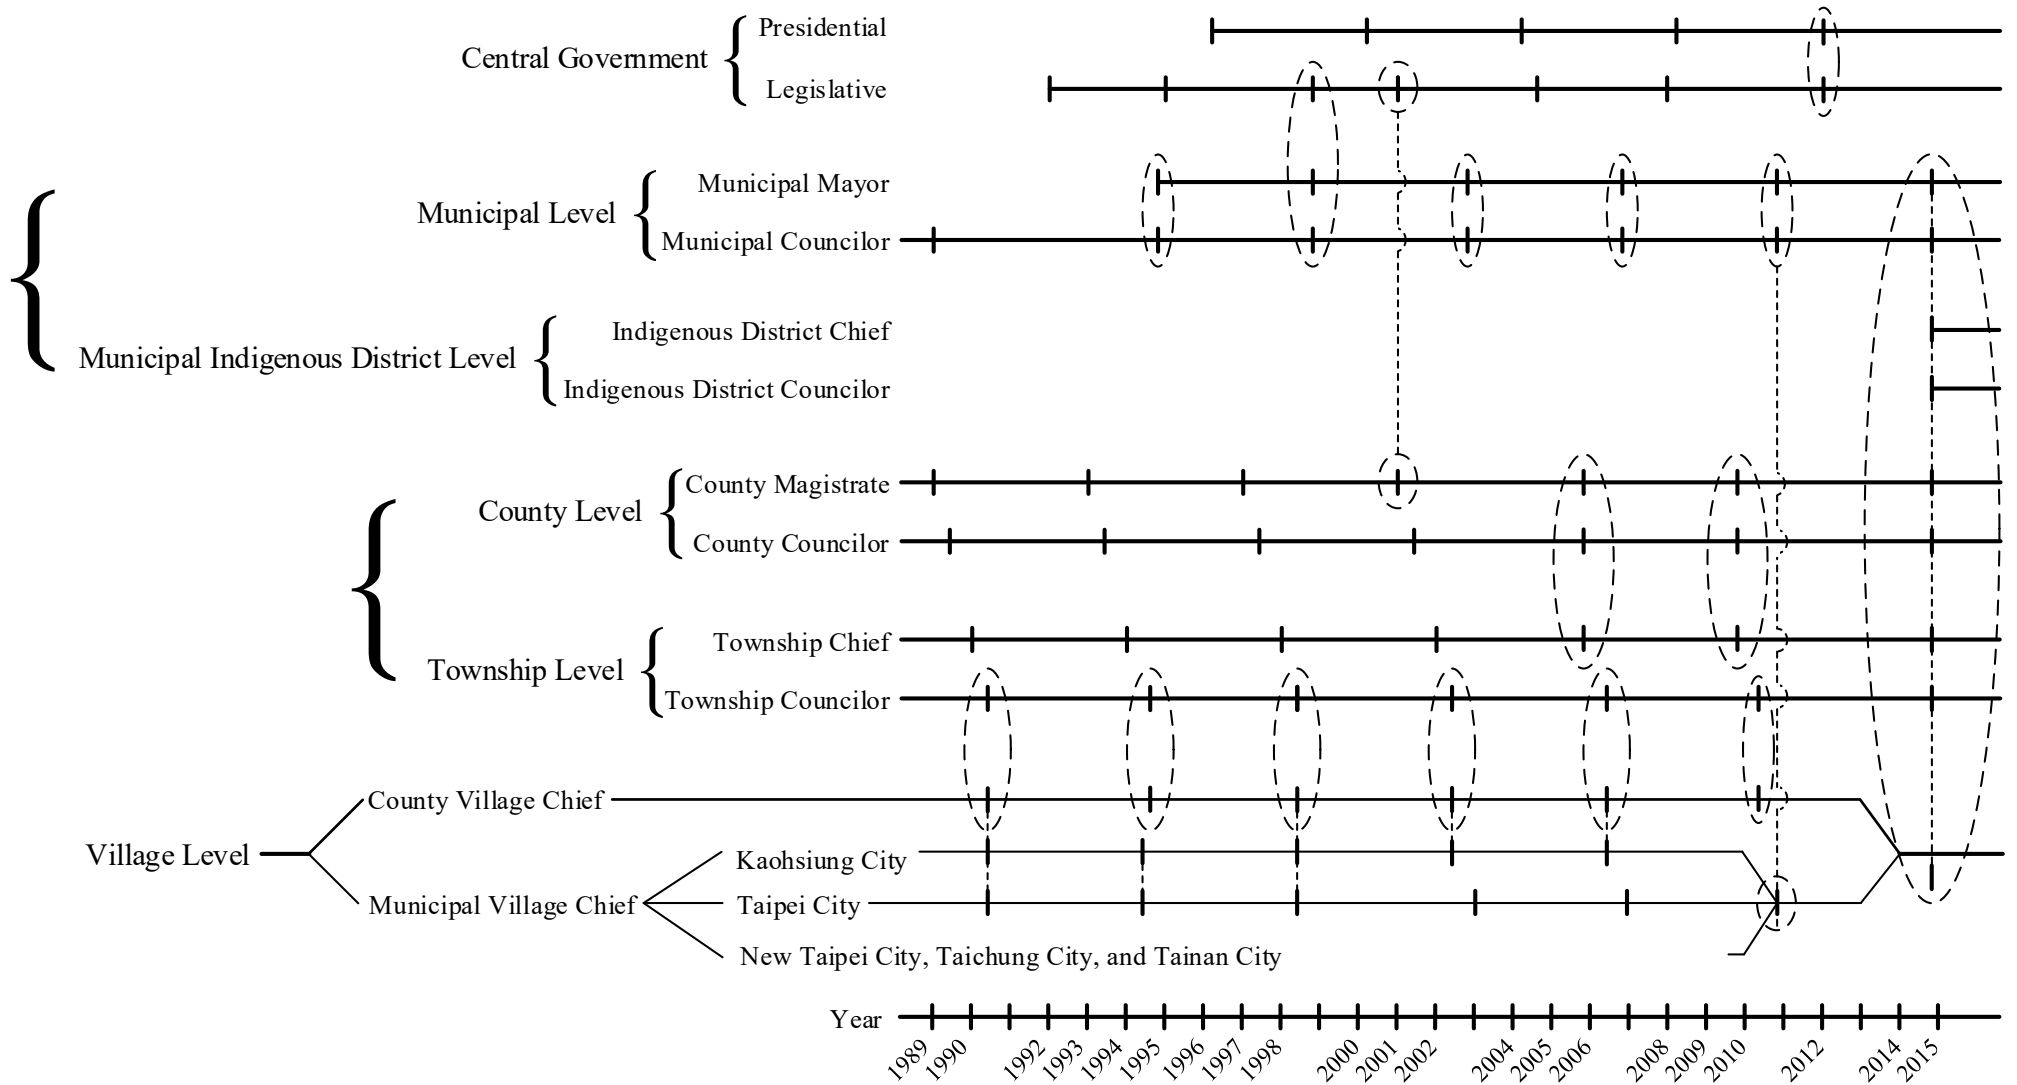 Presidential
Central Government
Legislative
Municipal Mayor
Municipal Level
Municipal Councilor
Indigenous District Chief
Municipal Indigenous District Level
Indigenous District Councilor
County Magistrate
County Level
County Councilor
Township Chief
Township Level
Township Councilor
County Village Chief
Village Level
Kaohsiung City
Municipal Village Chief
Taipei City
New Taipei City, Taichung City, and Tainan City
Year
1989 1990 1992 1993 1994 1995 1996 1997 1998 2000 2001 2002 2004 2005 2006 2008 2009 2010 2012 2014 2015